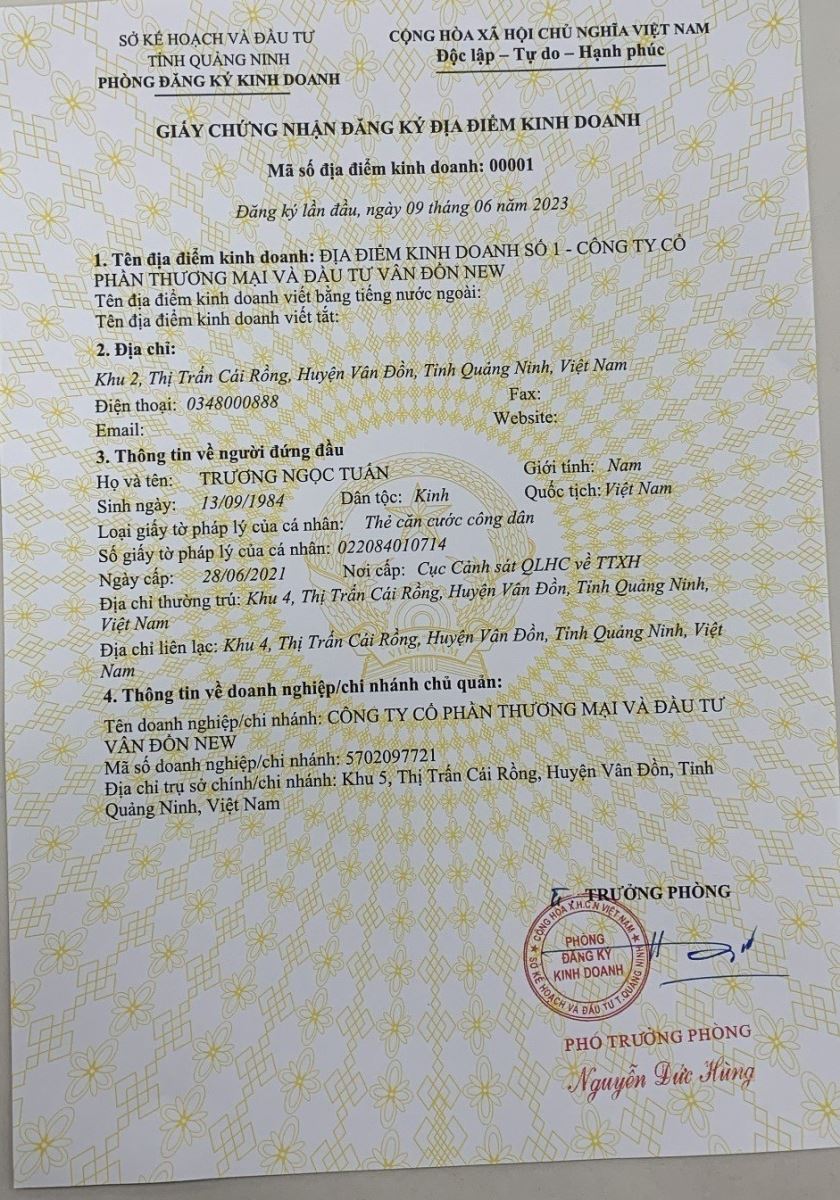 SỞ KẾ HOẠCH VÀ ĐẦU TƯ
TỈNH QUẢNG NINH
PHÒNG ĐĂNG KÝ KINH DOANH
CỘNG HÒA XÃ HỘI CHỦ NGHĨA VIỆT NAM
Độc lập – Tự do – Hạnh phúc
GIẤY CHỨNG NHẬN ĐĂNG KÝ ĐỊA ĐIỂM KINH DOANH
Mã số địa điểm kinh doanh: 00001
Đăng ký lần đầu, ngày 09 tháng 06 năm 2023
1. Tên địa điểm kinh doanh: ĐỊA ĐIỂM KINH DOANH SỐ 1 - CÔNG TY CỔ
PHẦN THƯƠNG MẠI VÀ ĐẦU TƯ VÂN ĐỒN NEW
Tên địa điểm kinh doanh viết bằng tiếng nước ngoài:
Tên địa điểm kinh doanh viết tắt:
2. Địa chỉ:
Khu 2, Thị Trấn Cái Rồng, Huyện Vân Đồn, Tỉnh Quảng Ninh, Việt Nam
Điện thoại: 0348000888 Fax:
Email: Website:
3. Thông tin về người đứng đầu
Họ và tên: TRƯƠNG NGỌC TUẤN Giới tính: Nam
Sinh ngày: 13/09/1984 Dân tộc: Kinh Quốc tịch: Việt Nam
Loại giấy tờ pháp lý của cá nhân: Thẻ căn cước công dân
Số giấy tờ pháp lý của cá nhân: 022084010714
Ngày cấp: 28/06/2021 Nơi cấp: Cục Cảnh sát QLHC về TTXH
Địa chỉ thường trú: Khu 4, Thị Trấn Cái Rồng, Huyện Vân Đồn, Tỉnh Quảng Ninh,
Việt Nam
Địa chỉ liên lạc: Khu 4, Thị Trấn Cái Rồng, Huyện Vân Đồn, Tỉnh Quảng Ninh, Việt
Nam
4. Thông tin về doanh nghiệp/chi nhánh chủ quản:
Tên doanh nghiệp/chi nhánh: CÔNG TY CỔ PHẦN THƯƠNG MẠI VÀ ĐẦU TƯ
VÂN ĐỒN NEW
Mã số doanh nghiệp/chi nhánh: 5702097721
Địa chỉ trụ sở chính/chi nhánh: Khu 5, Thị Trấn Cái Rồng, Huyện Vân Đồn, Tỉnh
Quảng Ninh, Việt Nam
TRƯỞNG PHÒNG
CỘNG HÒA X.H.C.N VIỆT NAM
PHÒNG
ĐĂNG KÝ
KINH DOANH
SỞ KẾ HOẠCH VÀ ĐẦU TƯ T.QUẢNG NINH
PHÓ TRƯỞNG PHÒNG
Nguyễn Đức Hùng